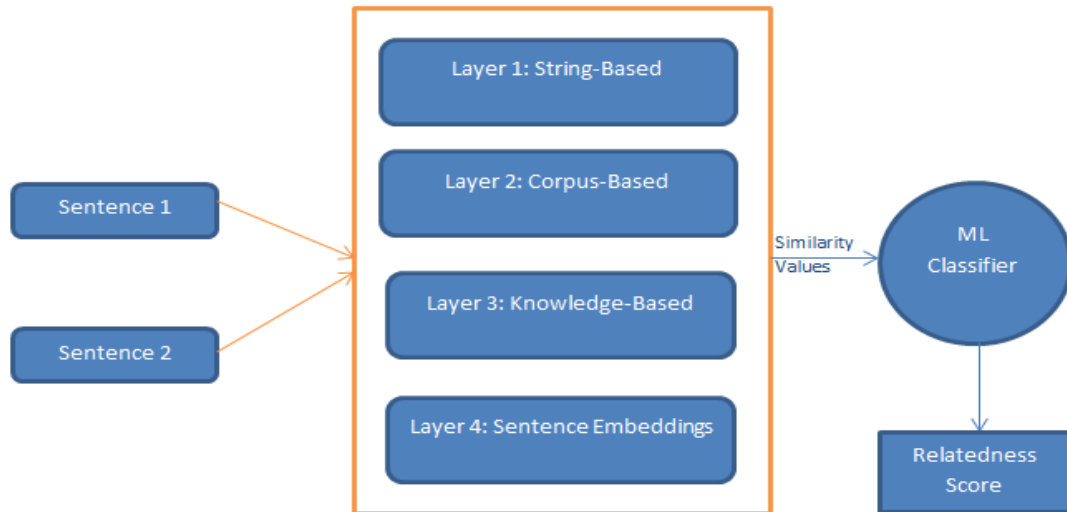 Sentence 1
Sentence 2
Layer 1: String-Based
Layer 2: Corpus-Based
Layer 3: Knowledge-Based
Layer 4: Sentence Embeddings
Similarity
Values
ML
Classifier
Relatedness
Score